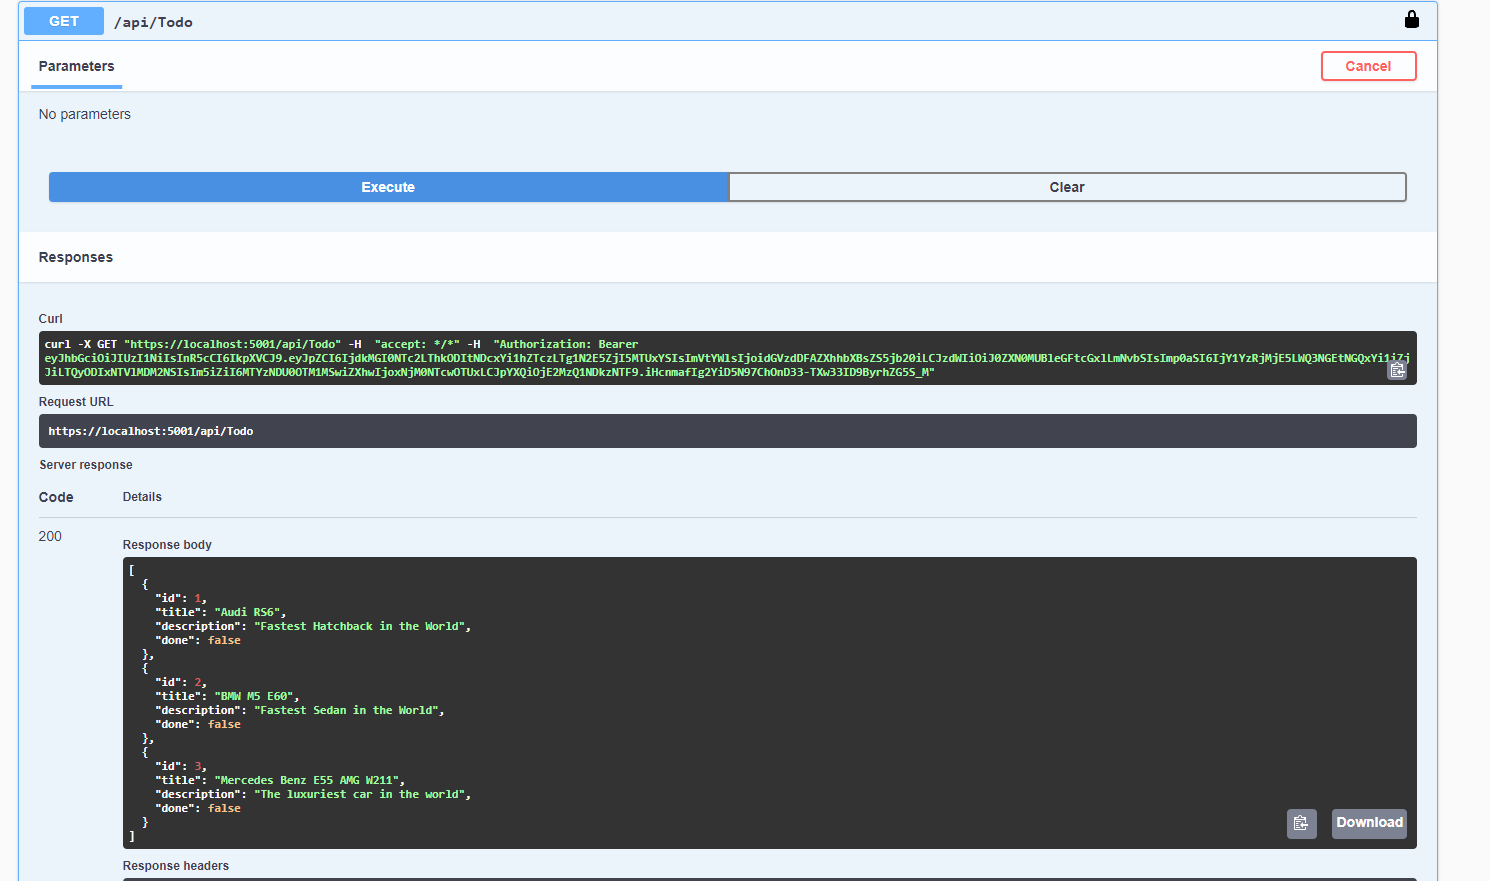 GET /api/Todo
Parameters
Cancel
No parameters
Execute
Clear
Responses
Curl
curl -X GET "https://localhost:5001/api/Todo" -H  "accept: */*" -H  "Authorization: Bearer
Request URL
https://localhost:5001/api/Todo
Server response
Code Details
200
Response body
[
{
"id": 1,
"title": "Audi RS6",
"description": "Fastest Hatchback in the World",
"done": false
},
{
"id": 2,
"title": "BMW M5 E60",
"description": "Fastest Sedan in the World",
"done": false
},
{
"id": 3,
"title": "Mercedes Benz E55 AMG W211",
"description": "The luxuriest car in the world",
"done": false
}
]
Download
Response headers